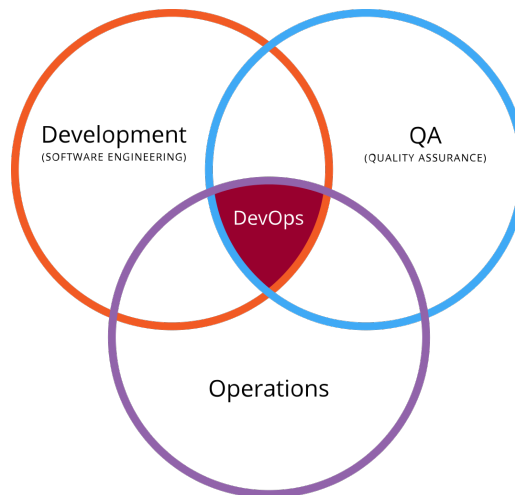 Development
(SOFTWARE ENGINEERING)
QA
(QUALITY ASSURANCE)
DevOps
Operations